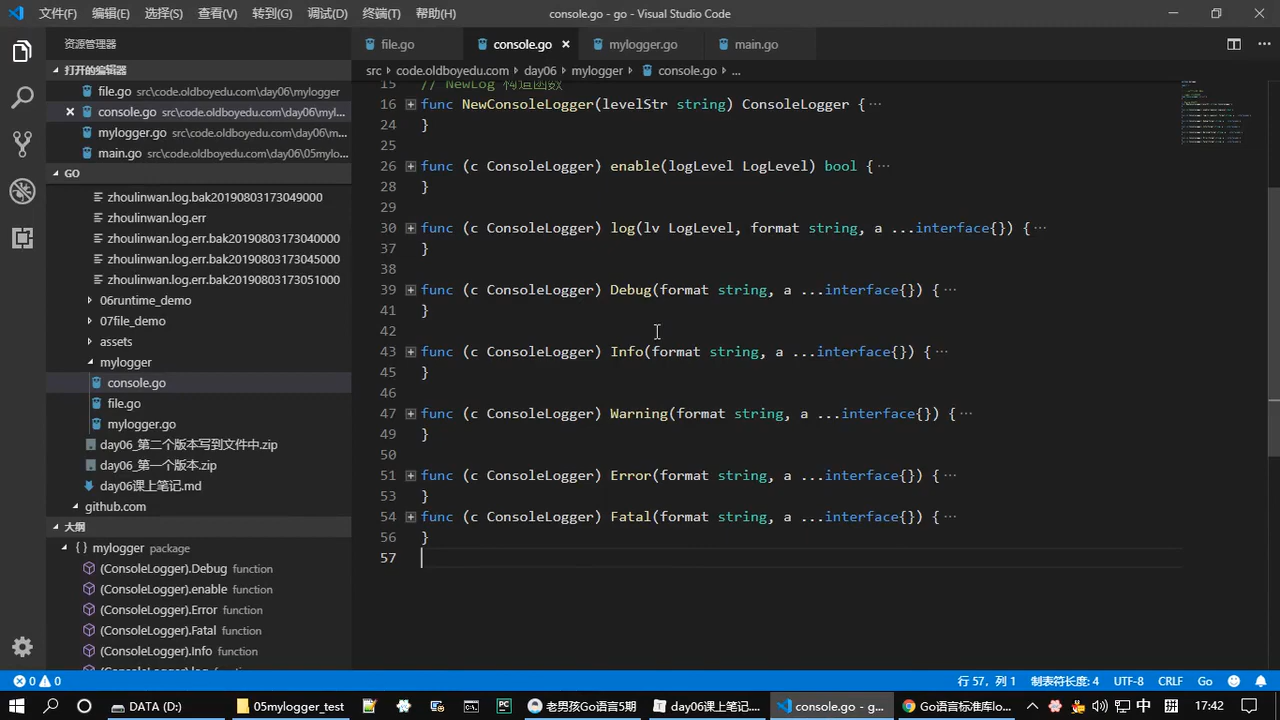 文件(F) 编辑(E) 选择(S) 查看(V) 转到(G) 调试(D) 终端(T) 帮助(H) console.go - go - Visual Studio Code
资源管理器
file.go console.go mylogger.go main.go
打开的编辑器
src › code.oldboyedu.com › day06 › mylogger › console.go › ...
file.go src\code.oldboyedu.com\day06\mylogger
console.go src\code.oldboyedu.com\day06\myl...
mylogger.go src\code.oldboyedu.com\day06\m...
main.go src\code.oldboyedu.com\day06\05mylo...
GO
zhoulinwan.log.bak20190803173049000
zhoulinwan.log.err
zhoulinwan.log.err.bak20190803173040000
zhoulinwan.log.err.bak20190803173045000
zhoulinwan.log.err.bak20190803173051000
06runtime_demo
07file_demo
assets
mylogger
console.go
file.go
mylogger.go
day06_第二个版本写到文件中.zip
day06_第一个版本.zip
day06课上笔记.md
github.com
大纲
{} mylogger package
(ConsoleLogger).Debug function
(ConsoleLogger).enable function
(ConsoleLogger).Error function
(ConsoleLogger).Fatal function
(ConsoleLogger).Info function
(ConsoleLogger).log function
15 // NewLog 构造函数
16 func NewConsoleLogger(levelStr string) ConsoleLogger {···
24 }
25
26 func (c ConsoleLogger) enable(logLevel LogLevel) bool {···
28 }
29
30 func (c ConsoleLogger) log(lv LogLevel, format string, a ...interface{}) {···
37 }
38
39 func (c ConsoleLogger) Debug(format string, a ...interface{}) {···
41 }
42
43 func (c ConsoleLogger) Info(format string, a ...interface{}) {···
45 }
46
47 func (c ConsoleLogger) Warning(format string, a ...interface{}) {···
49 }
50
51 func (c ConsoleLogger) Error(format string, a ...interface{}) {···
53 }
54 func (c ConsoleLogger) Fatal(format string, a ...interface{}) {···
56 }
57
0 0 行 57，列 1 制表符长度: 4 UTF-8 CRLF Go
DATA (D:) 05mylogger_test 老男孩Go语言5期 day06课上笔记.... console.go - g... Go语言标准库lo... 中 拼 17:42